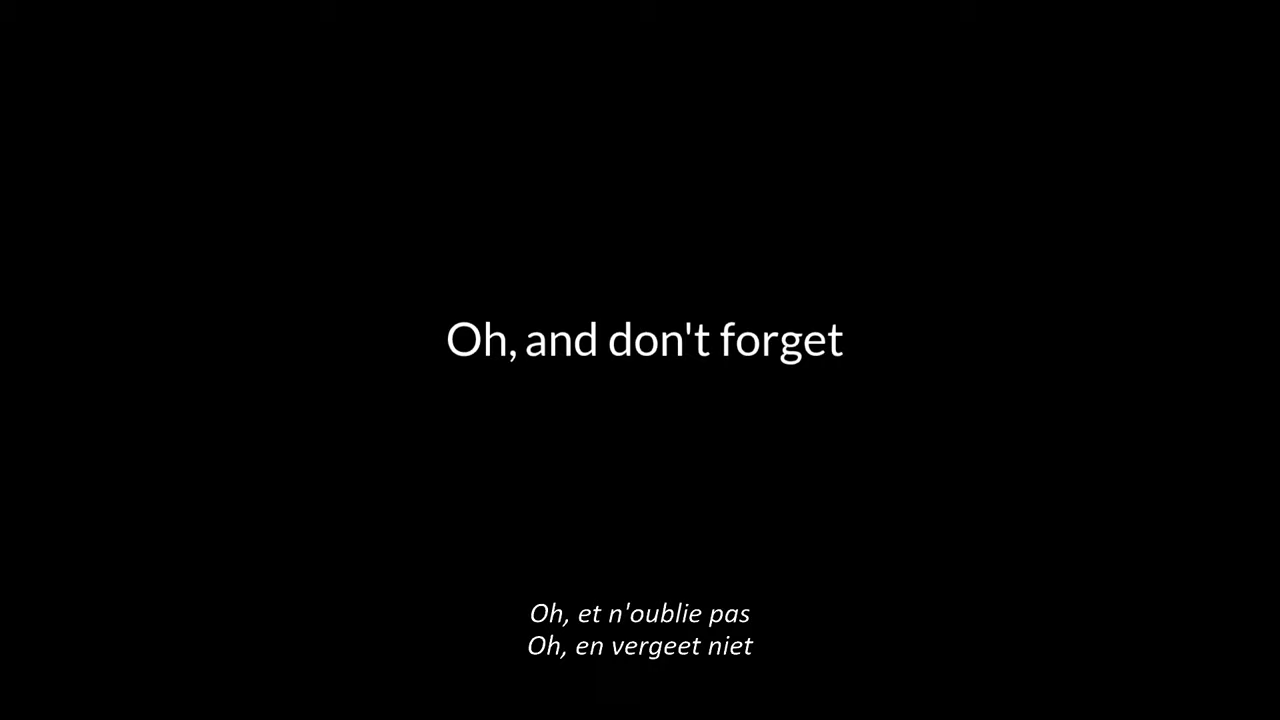 Oh, and don't forget
Oh, et n'oublie pas
Oh, en vergeet niet